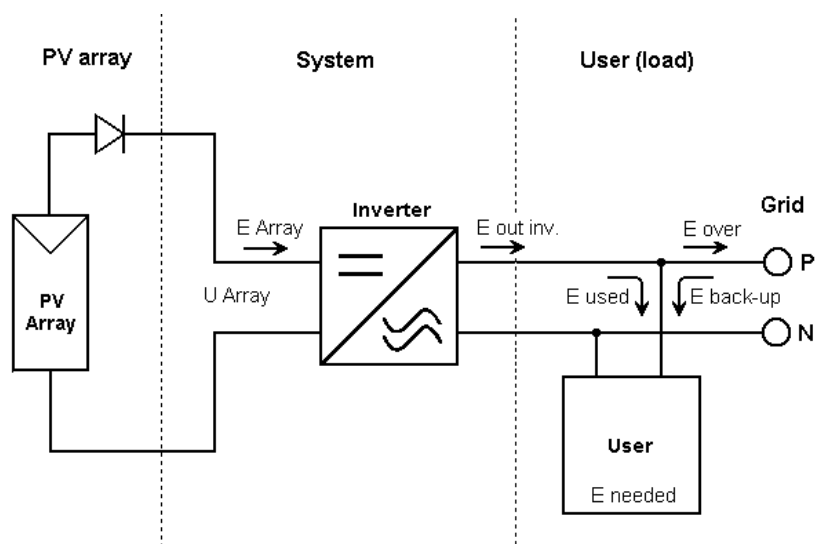 PV array
System
User (load)
Inverter
Grid
E Array
E out inv.
E over
P
U Array
E used
E back-up
PV
Array
N
User
E needed